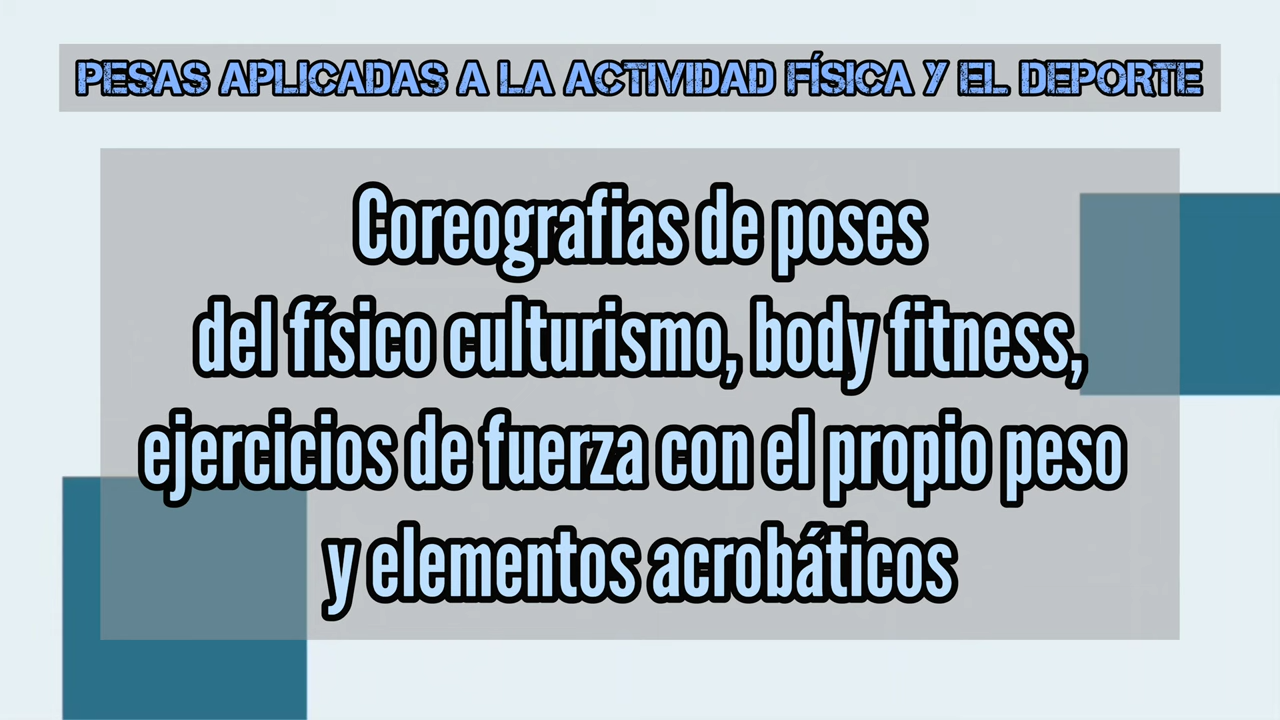 PESAS APLICADAS A LA ACTIVIDAD FÍSICA Y EL DEPORTE
Coreografias de poses
del físico culturismo, body fitness,
ejercicios de fuerza con el propio peso
y elementos acrobáticos